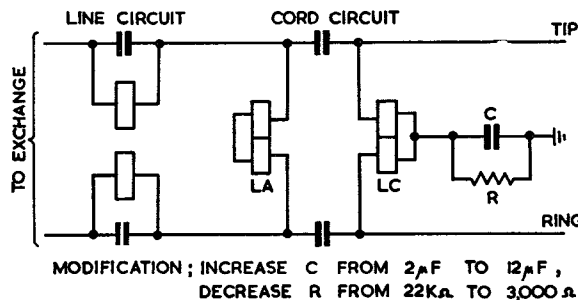 LINE CIRCUIT
CORD CIRCUIT
TIP
TO EXCHANGE
LA
LC
C
R
RING
MODIFICATION; INCREASE C FROM 2μF TO 12μF,
DECREASE R FROM 22KΩ TO 3,000Ω